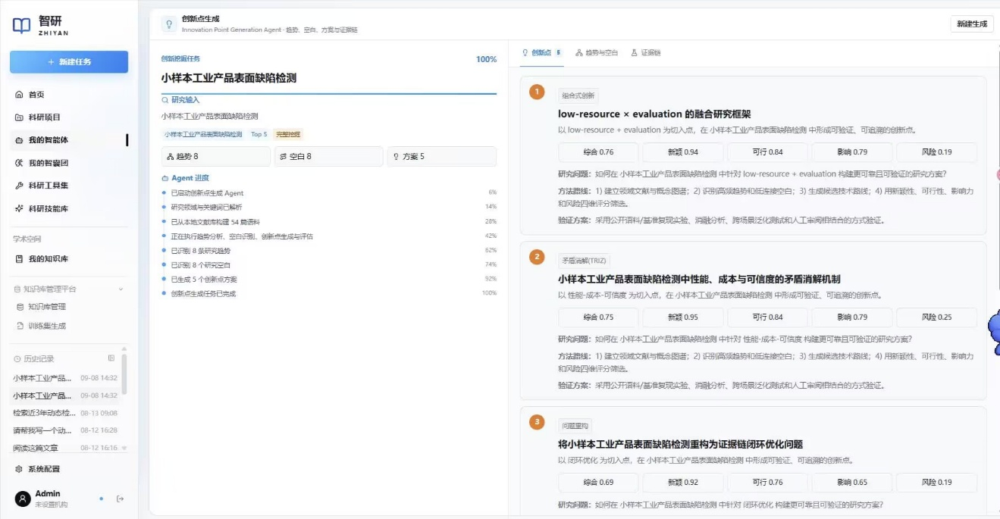 智研
ZHIYAN
+ 新建任务
首页
科研项目
我的智能体
我的智囊团
科研工具集
科研技能库
学术空间
我的知识库
知识库管理平台
知识库管理
训练集生成
历史记录
小样本工业产品... 09-08 14:32
小样本工业产品... 09-08 14:32
检索近3年动态检... 08-13 09:06
请帮我写一个动... 08-12 16:28
阅读这篇文章 08-12 16:16
系统配置
Admin
未设置机构
创新点生成
Innovation Point Generation Agent · 趋势、空白、方案与证据链
新建生成
创新挖掘任务 100%
小样本工业产品表面缺陷检测
研究输入
小样本工业产品表面缺陷检测
小样本工业产品表面缺陷检测 Top 5 完整挖掘
趋势 8 空白 8 方案 5
Agent 进度
已启动创新点生成 Agent 6%
研究领域与关键词已解析 14%
已从本地文献库构建 54 篇语料 28%
正在执行趋势分析、空白识别、创新点生成与评估 42%
已识别 8 条研究趋势 62%
已识别 8 个研究空白 74%
已生成 5 个创新点方案 92%
创新点生成任务已完成 100%
创新点 5 趋势与空白 证据链
1
组合式创新
low-resource × evaluation 的融合研究框架
以 low-resource + evaluation 为切入点，在 小样本工业产品表面缺陷检测 中形成可验证、可追溯的创新点。
综合 0.76 新颖 0.94 可行 0.84 影响 0.79 风险 0.19
研究问题：如何在 小样本工业产品表面缺陷检测 中针对 low-resource + evaluation 构建更可靠且可验证的研究方案？
方法路线：1) 建立领域文献与概念图谱；2) 识别高频趋势和低连接空白；3) 生成候选技术路线；4) 用新颖性、可行性、影响力
和风险四维评分筛选。
验证方案：采用公开语料/基准复现实验、消融分析、跨场景泛化测试和人工审阅相结合的方式验证。
2
矛盾消解(TRIZ)
小样本工业产品表面缺陷检测中性能、成本与可信度的矛盾消解机制
以 性能-成本-可信度 为切入点，在 小样本工业产品表面缺陷检测 中形成可验证、可追溯的创新点。
综合 0.75 新颖 0.95 可行 0.84 影响 0.79 风险 0.25
研究问题：如何在 小样本工业产品表面缺陷检测 中针对 性能-成本-可信度 构建更可靠且可验证的研究方案？
方法路线：1) 建立领域文献与概念图谱；2) 识别高频趋势和低连接空白；3) 生成候选技术路线；4) 用新颖性、可行性、影响力
和风险四维评分筛选。
验证方案：采用公开语料/基准复现实验、消融分析、跨场景泛化测试和人工审阅相结合的方式验证。
3
问题重构
将小样本工业产品表面缺陷检测重构为证据链闭环优化问题
以 闭环优化 为切入点，在 小样本工业产品表面缺陷检测 中形成可验证、可追溯的创新点。
综合 0.69 新颖 0.92 可行 0.76 影响 0.65 风险 0.19
研究问题：如何在 小样本工业产品表面缺陷检测 中针对 闭环优化 构建更可靠且可验证的研究方案？